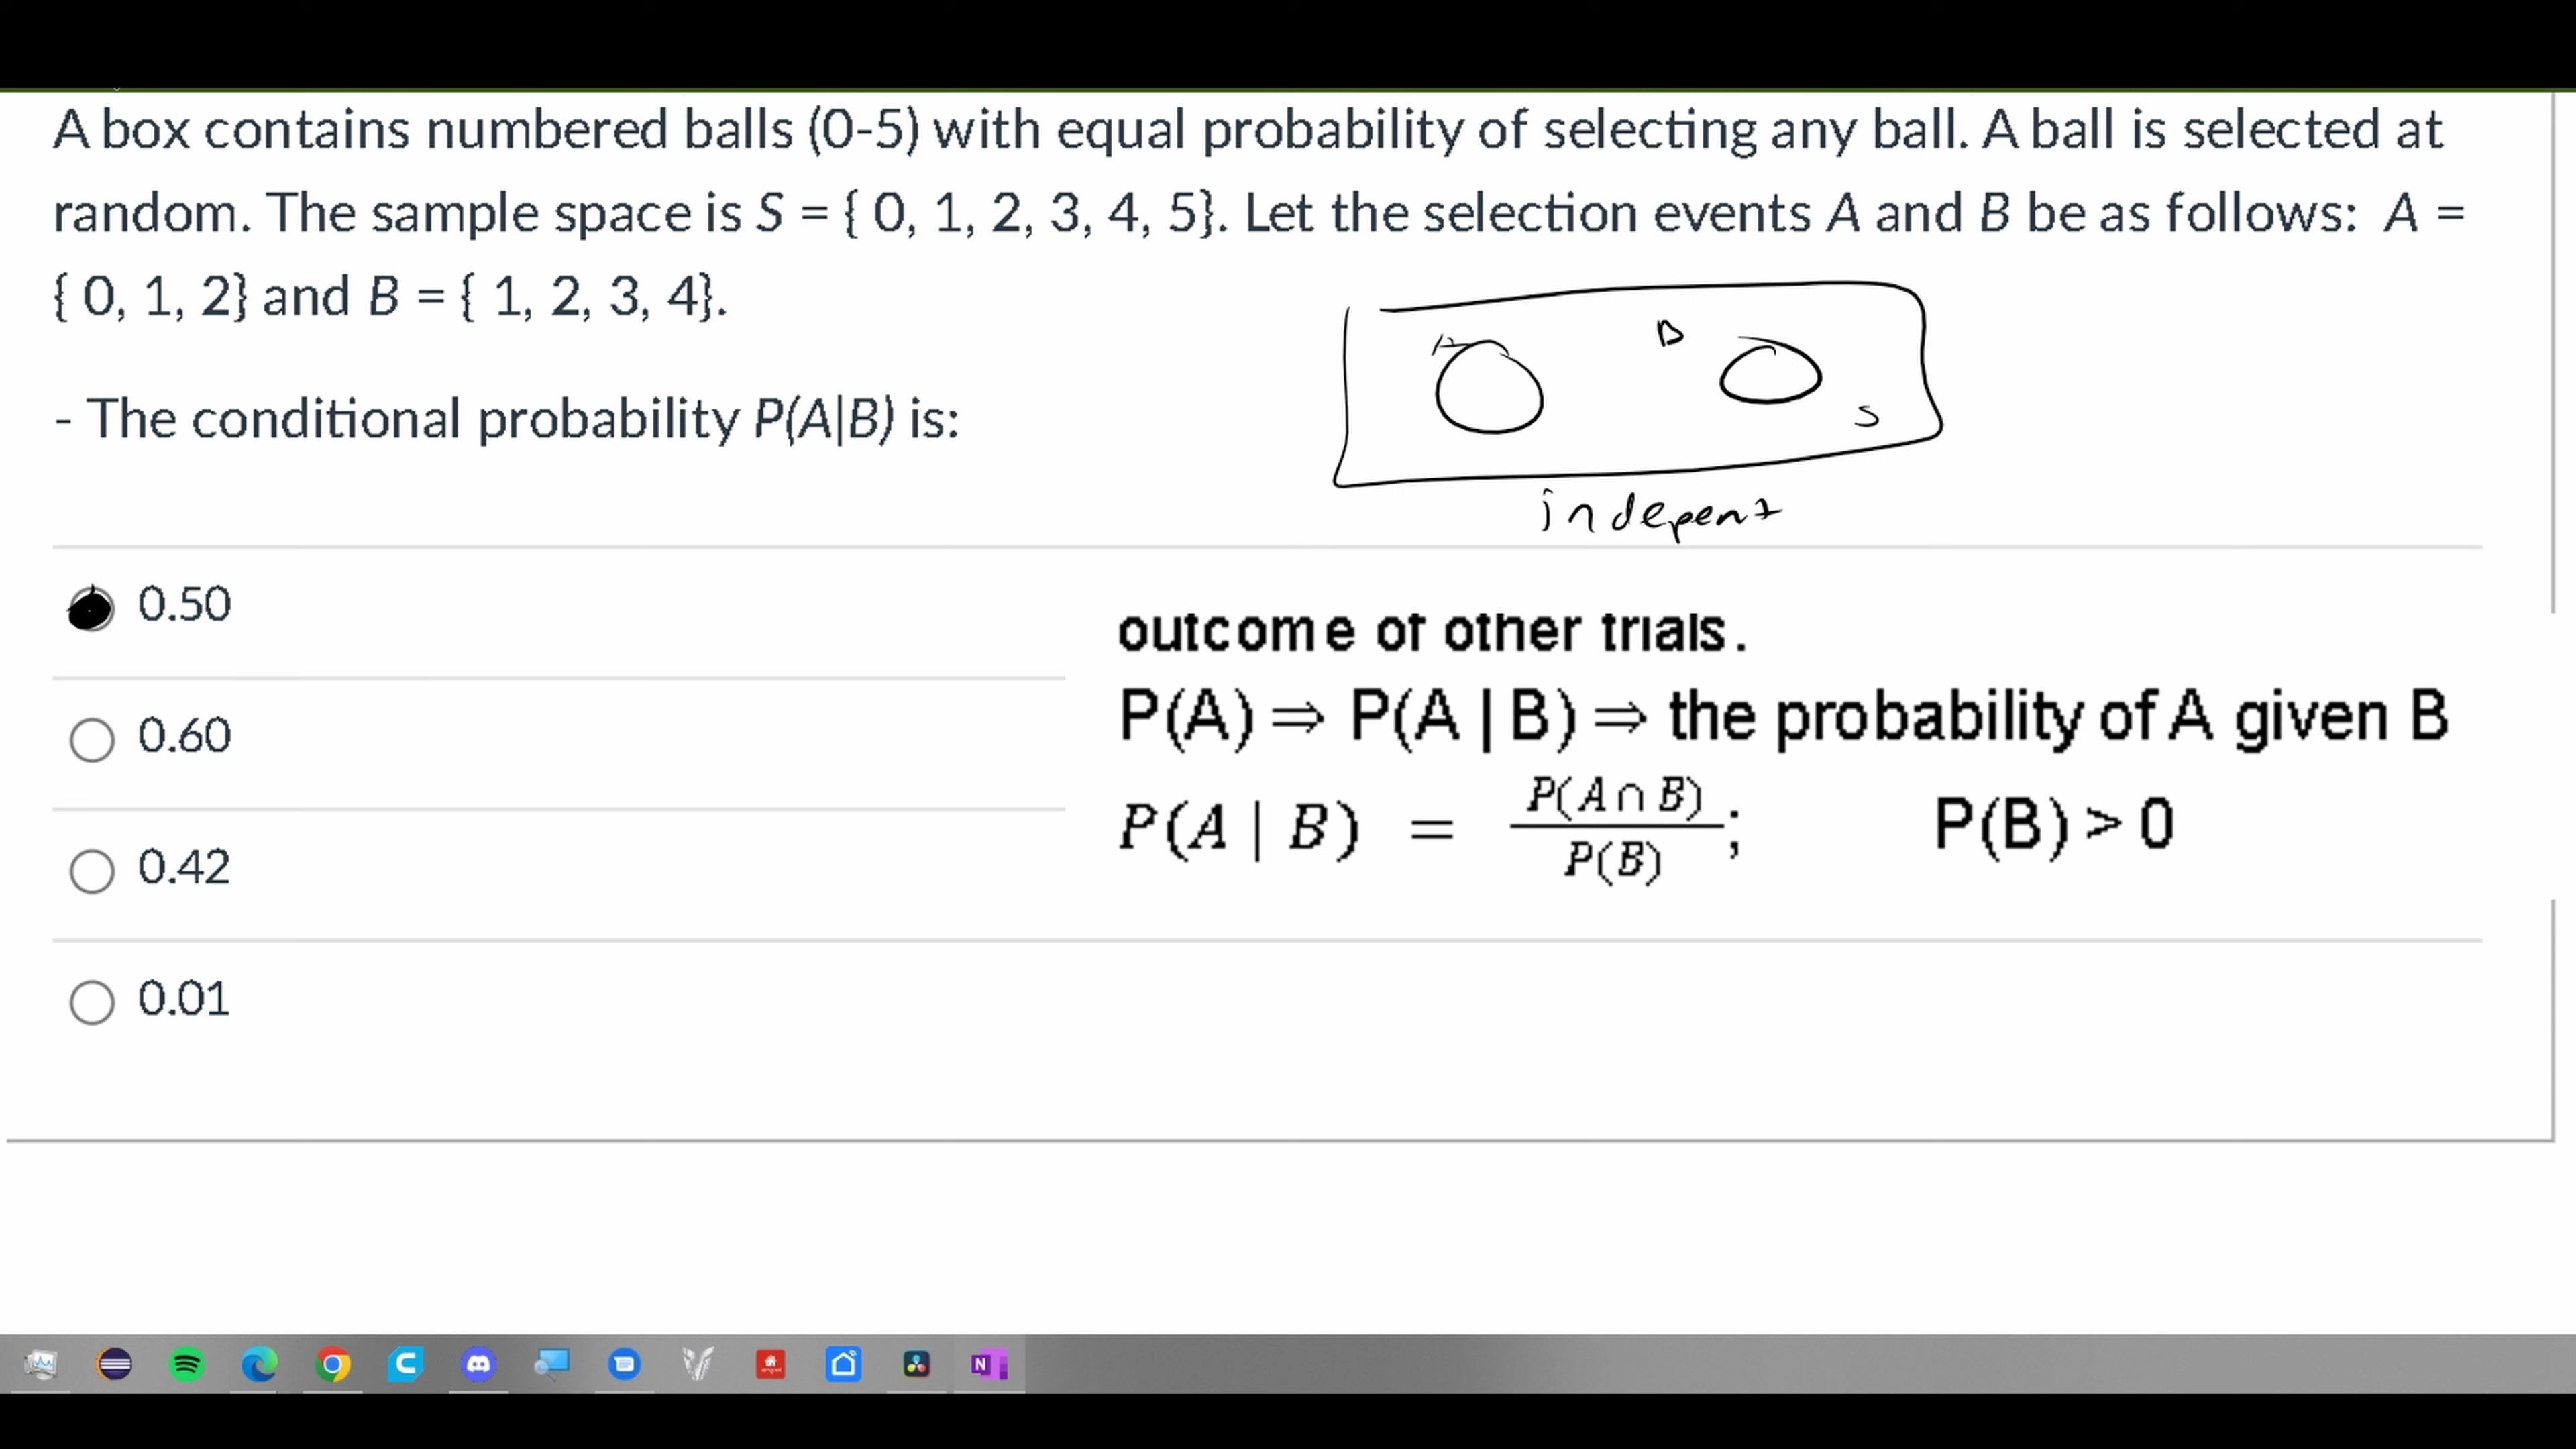 A box contains numbered balls (0-5) with equal probability of selecting any ball. A ball is selected at
random. The sample space is S = { 0, 1, 2, 3, 4, 5}. Let the selection events A and B be as follows: A =
{ 0, 1, 2} and B = { 1, 2, 3, 4}.
A B
S
- The conditional probability P(A|B) is:
indepent
0.50
0.60
0.42
0.01
outcome of other trials.
P(A) ⇒ P(A | B) ⇒ the probability of A given B
P(A | B) = P(A ∩ B) / P(B) ; P(B) > 0
C
N